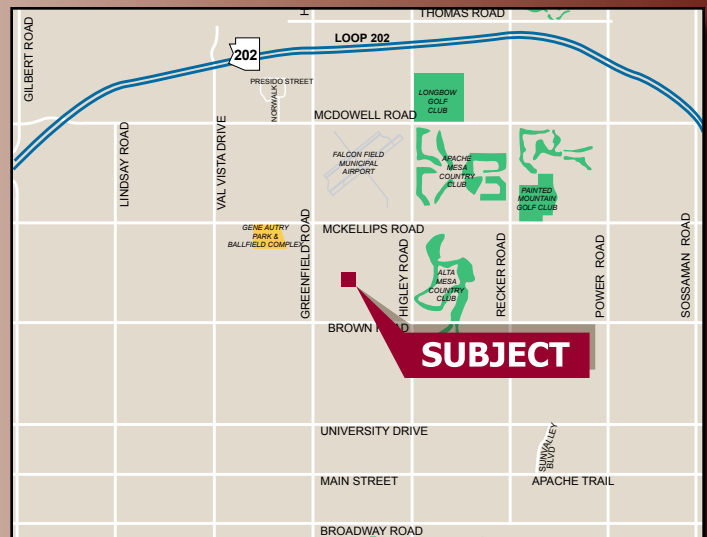 THOMAS ROAD
GILBERT ROAD
LOOP 202
202
PRESIDO STREET
NORWALK
LONGBOW
GOLF
CLUB
MCDOWELL ROAD
LINDSAY ROAD
VAL VISTA DRIVE
FALCON FIELD
MUNICIPAL
AIRPORT
APACHE
MESA
COUNTRY
CLUB
PAINTED
MOUNTAIN
GOLF CLUB
GENE AUTRY
PARK &
BALLFIELD COMPLEX
GREENFIELD ROAD
MCKELLIPS ROAD
HIGLEY ROAD
RECKER ROAD
POWER ROAD
SOSSAMAN ROAD
ALTA
MESA
COUNTRY
CLUB
BROWN
SUBJECT
UNIVERSITY DRIVE
SUNVALLEY
BLVD
MAIN STREET
APACHE TRAIL
BROADWAY ROAD